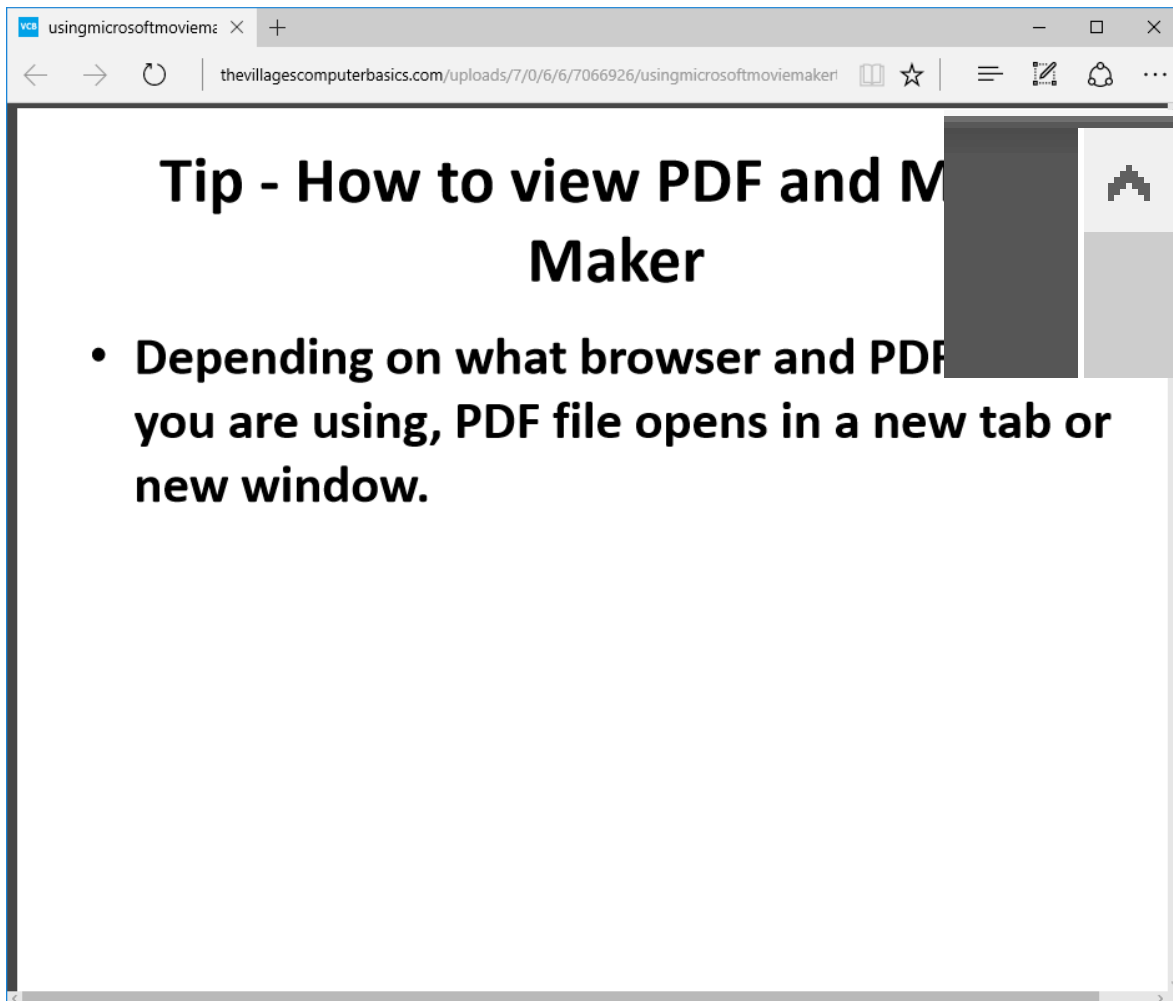 VCB usingmicrosoftmoviema
thevillagescomputerbasics.com/uploads/7/0/6/6/7066926/usingmicrosoftmoviemaker
Tip - How to view PDF and
Maker
• Depending on what browser and PDF
you are using, PDF file opens in a new tab or
new window.